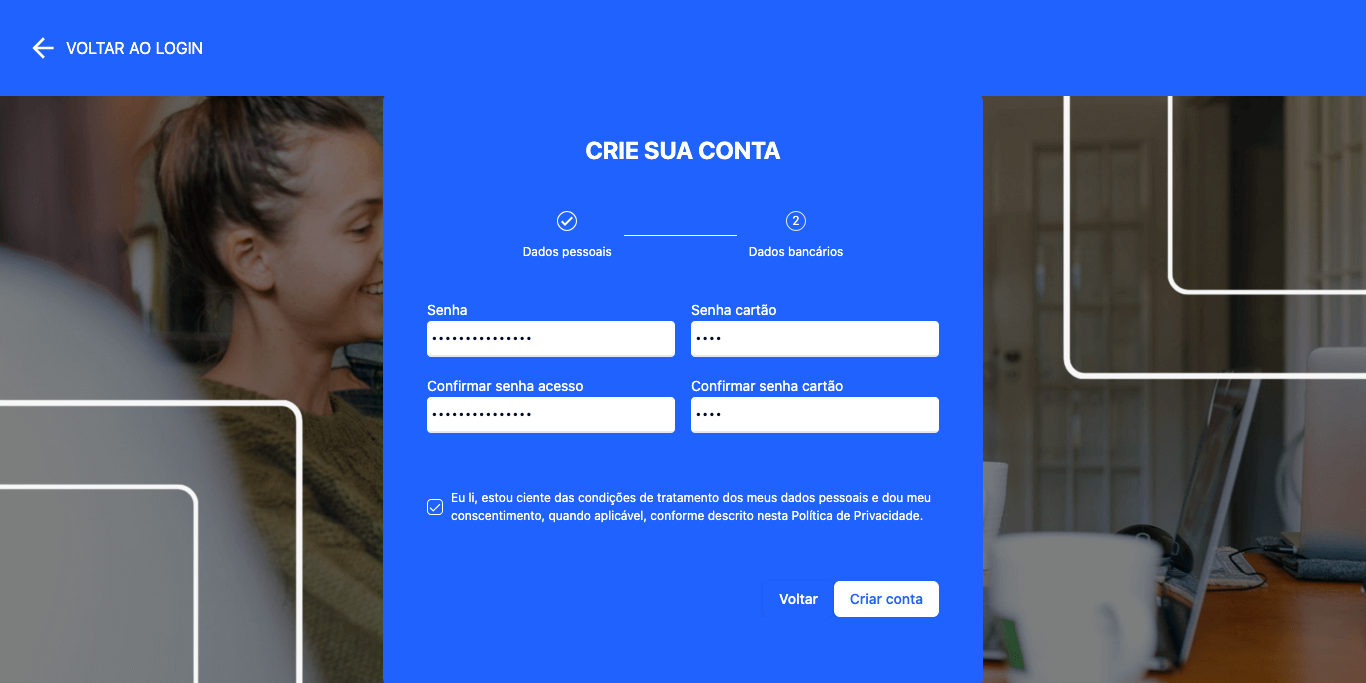 VOLTAR AO LOGIN
CRIE SUA CONTA
2
Dados pessoais
Dados bancários
Senha
Senha cartão
•••••••••••••••
••••
Confirmar senha acesso
Confirmar senha cartão
•••••••••••••••
••••
Eu li, estou ciente das condições de tratamento dos meus dados pessoais e dou meu
conscentimento, quando aplicável, conforme descrito nesta Política de Privacidade.
Voltar
Criar conta